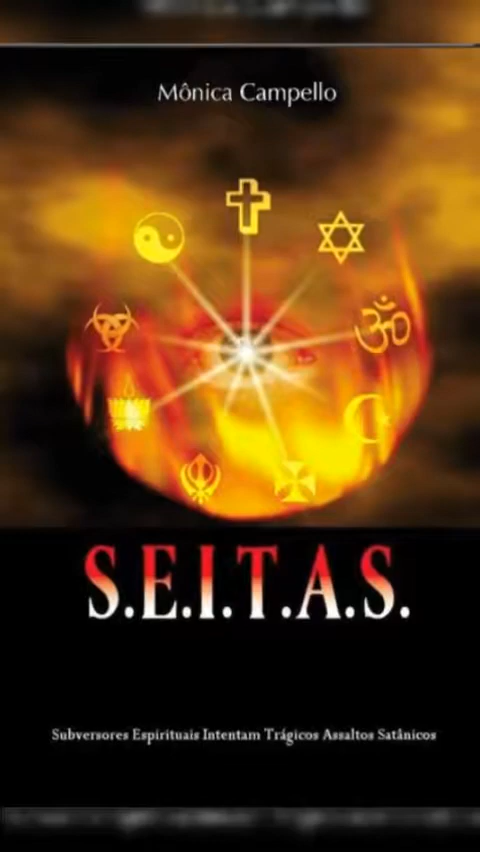 Mônica Campello
S.E.I.T.A.S.
Subversores Espirituais Intentam Trágicos Assaltos Satânicos